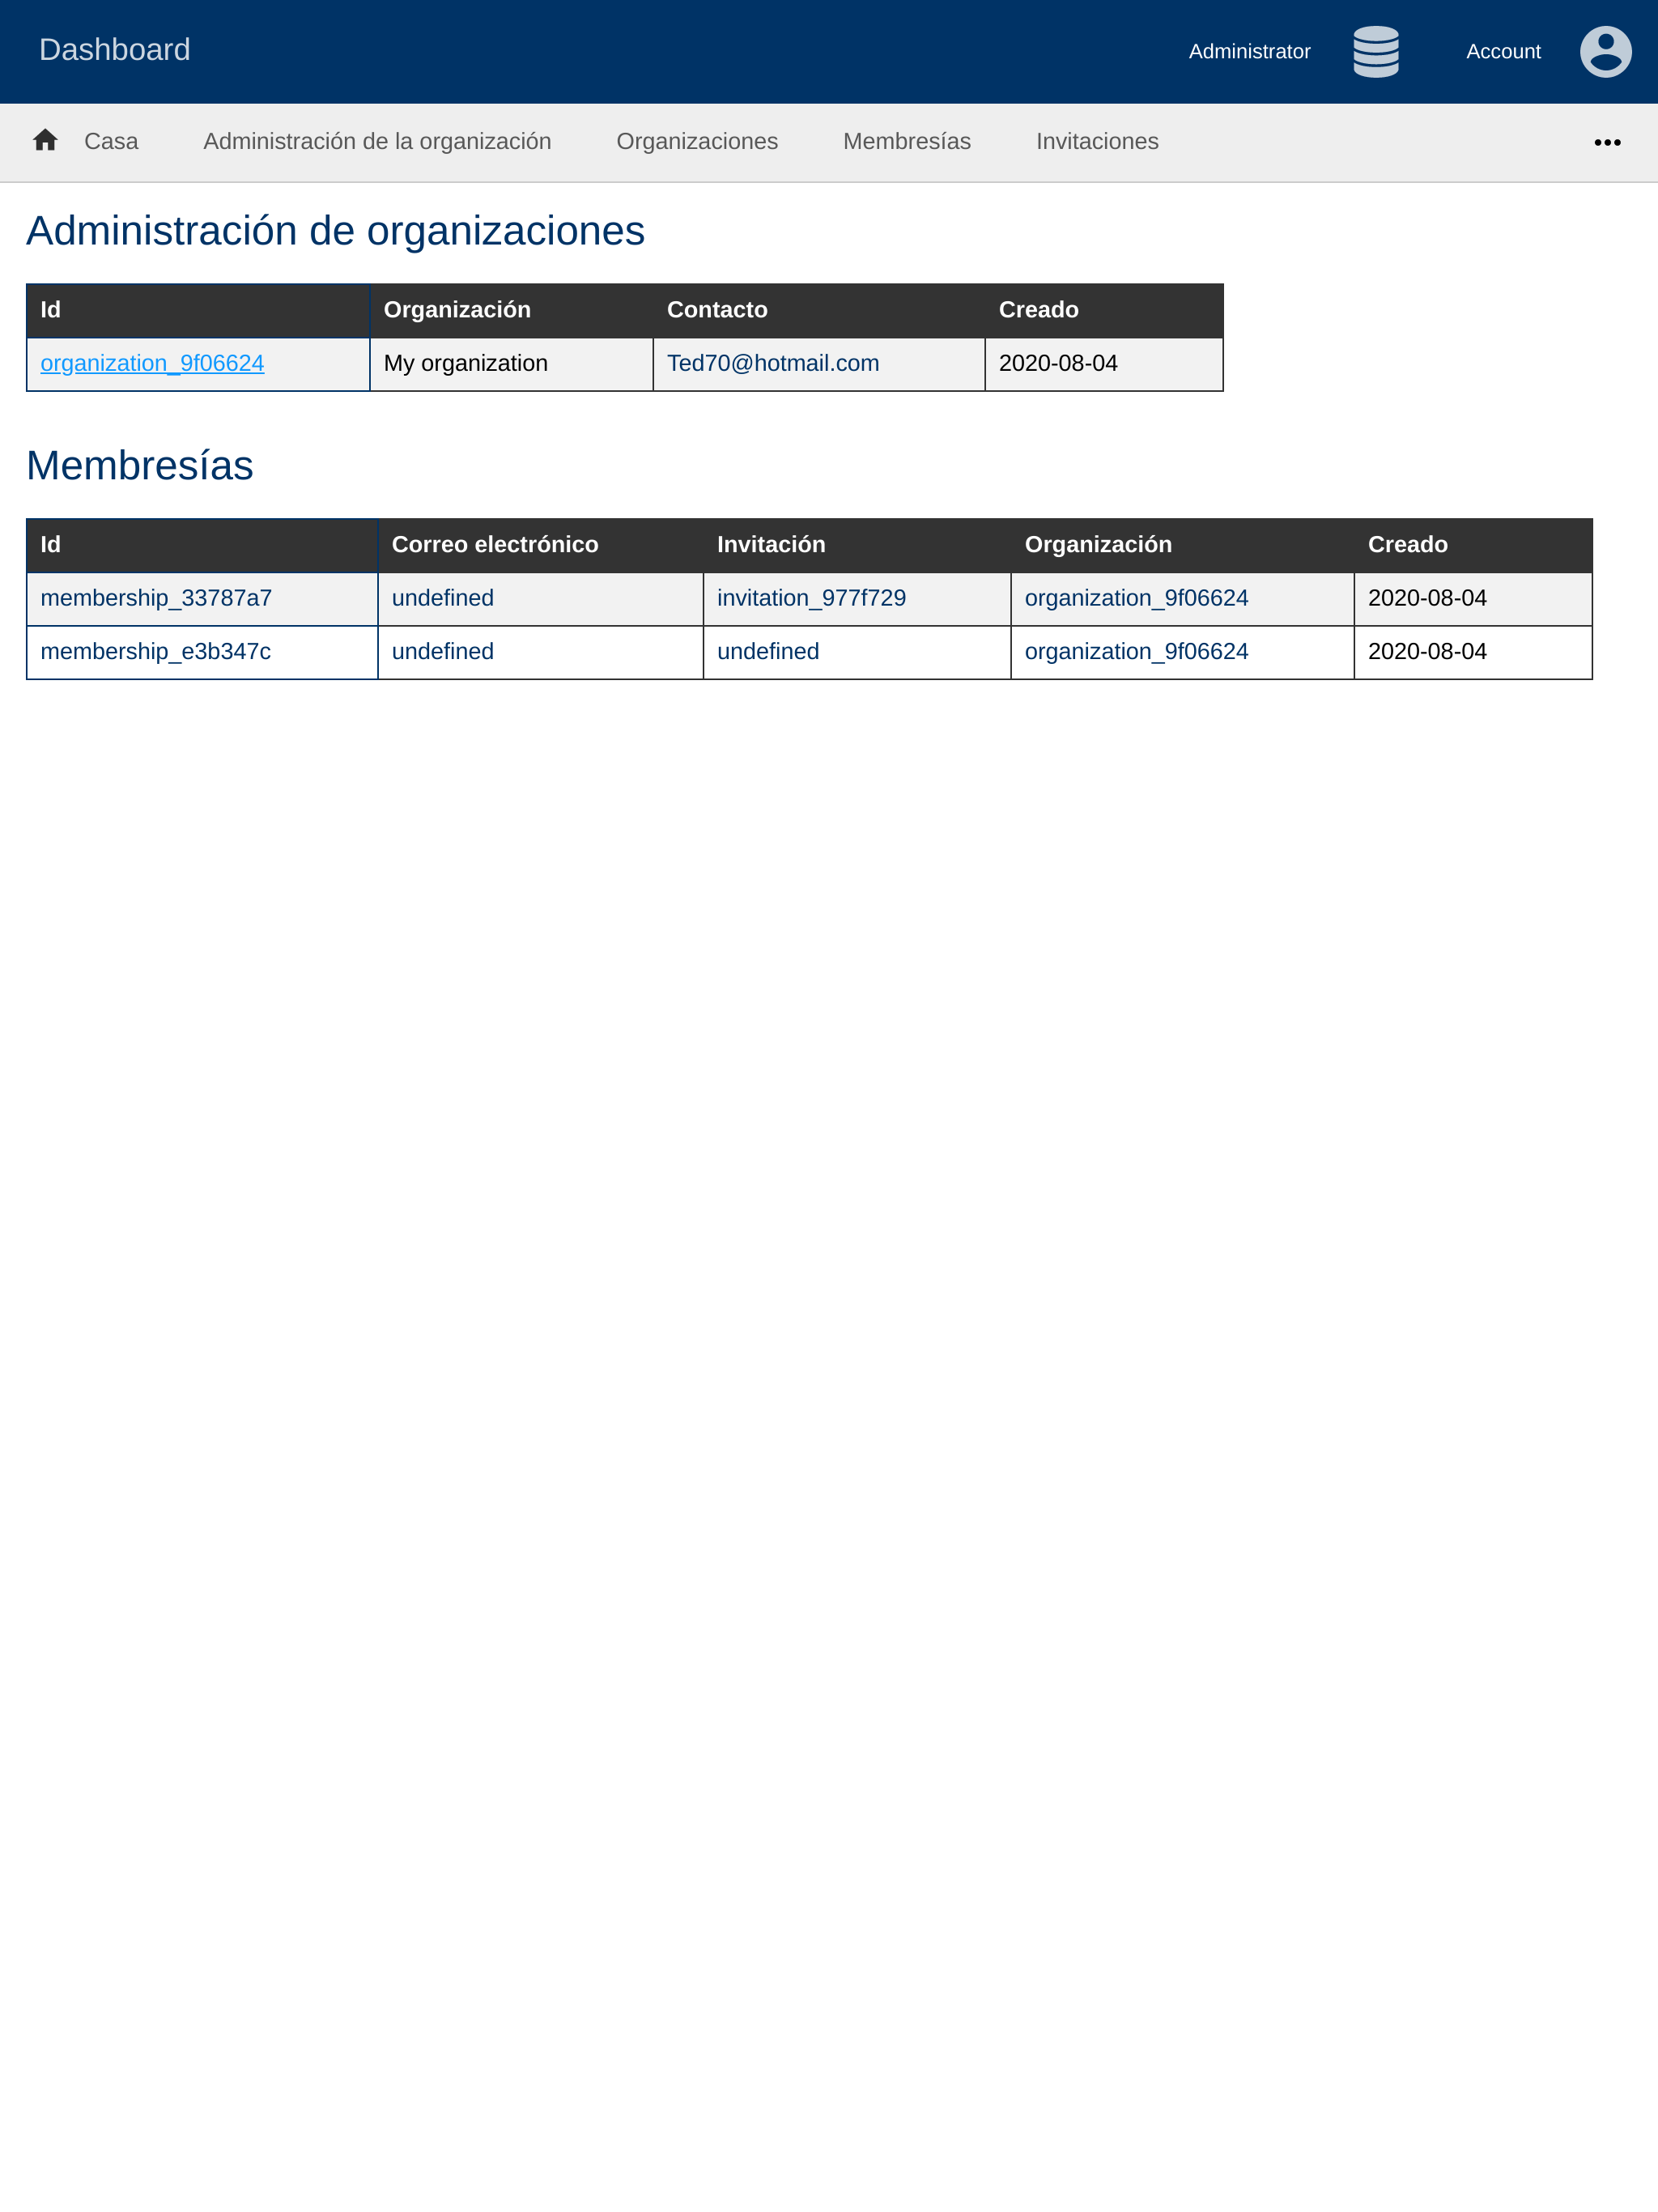 Dashboard Administrator Account
Casa Administración de la organización Organizaciones Membresías Invitaciones
Administración de organizaciones
Id Organización Contacto Creado
organization_9f06624 My organization Ted70@hotmail.com 2020-08-04
Membresías
Id Correo electrónico Invitación Organización Creado
membership_33787a7 undefined invitation_977f729 organization_9f06624 2020-08-04
membership_e3b347c undefined undefined organization_9f06624 2020-08-04